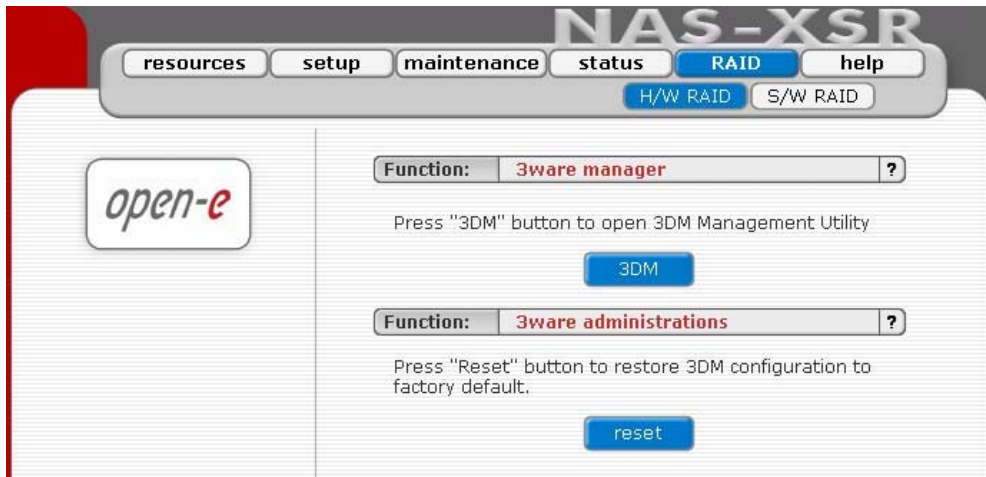 NAS-XSR
resources setup maintenance status RAID help
H/W RAID S/W RAID
open-e
Function: 3ware manager ?
Press "3DM" button to open 3DM Management Utility
3DM
Function: 3ware administrations ?
Press "Reset" button to restore 3DM configuration to
factory default.
reset